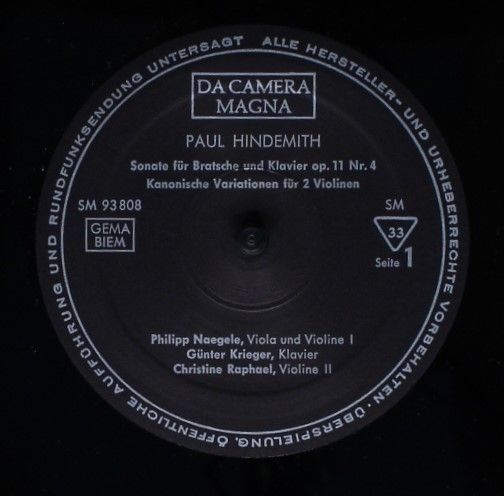 DA CAMERA
MAGNA
PAUL HINDEMITH
Sonate für Bratsche und Klavier op. 11 Nr. 4
Kanonische Variationen für 2 Violinen
SM 93 808
GEMA
BIEM
SM
33
Seite 1
Philipp Naegele, Viola und Violine I
Günter Krieger, Klavier
Christine Raphael, Violine II
ALLE HERSTELLER- UND URHEBERRECHTE VORBEHALTEN · ÜBERSPIELUNG, ÖFFENTLICHE AUFFÜHRUNG UND RUNDFUNKSENDUNG UNTERSAGT